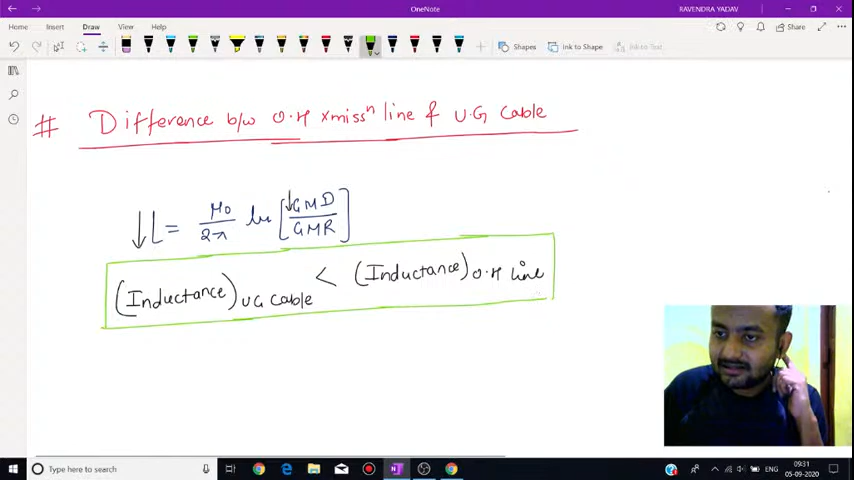 OneNote
RAVENDRA YADAV
Home Insert Draw View Help
Share
Shapes Ink to Shape Ink to Text
# Difference b/w O.H Xmissⁿ line & U.G Cable
↓L = μ0/2π ln [↓GMD/GMR]
(Inductance)UG Cable < (Inductance)O.H line
Type here to search
ENG
09:31
05-09-2020